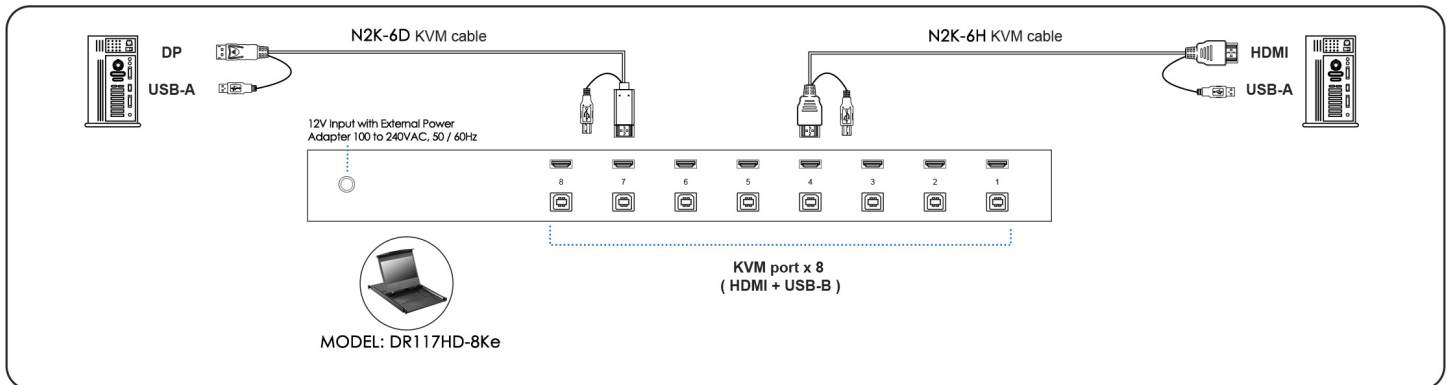 N2K-6D KVM cable
N2K-6H KVM cable
DP
USB-A
HDMI
USB-A
12V Input with External Power
Adapter 100 to 240VAC, 50 / 60Hz
8 7 6 5 4 3 2 1
KVM port x 8
( HDMI + USB-B )
MODEL: DR117HD-8Ke